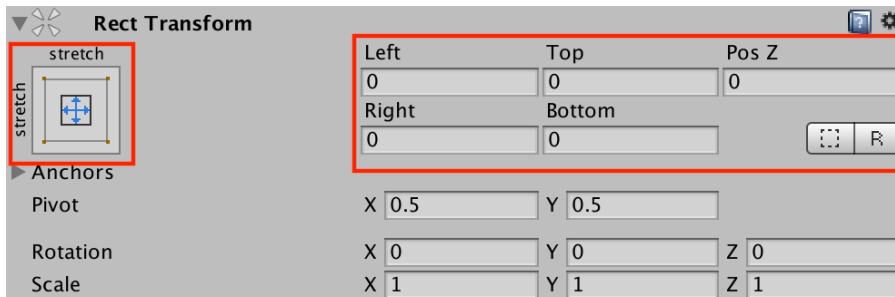 Rect Transform
stretch
stretch
Left Top Pos Z
0 0 0
Right Bottom
0 0
R
Anchors
Pivot X 0.5 Y 0.5
Rotation X 0 Y 0 Z 0
Scale X 1 Y 1 Z 1